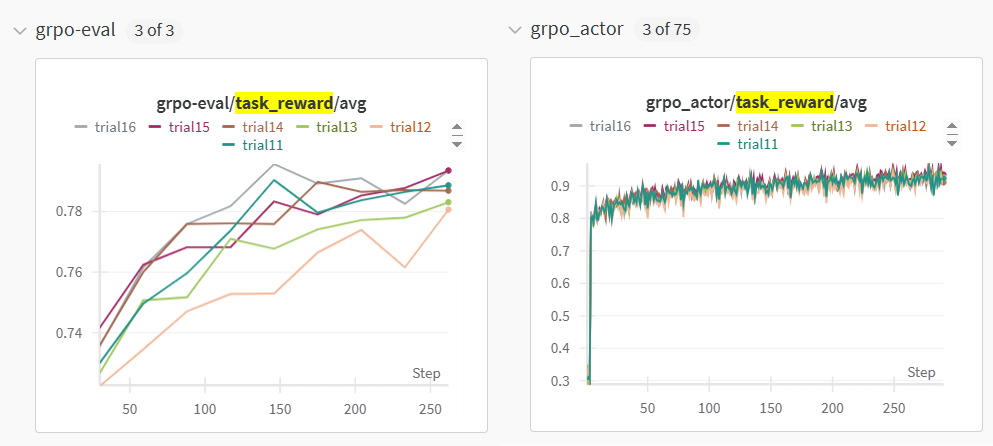 grpo-eval 3 of 3
grpo-eval/task_reward/avg
trial16 trial15 trial14 trial13 trial12
trial11
0.78
0.76
0.74
Step
50 100 150 200 250
grpo_actor 3 of 75
grpo_actor/task_reward/avg
trial16 trial15 trial14 trial13 trial12
trial11
0.9
0.8
0.7
0.6
0.5
0.4
0.3
Step
50 100 150 200 250